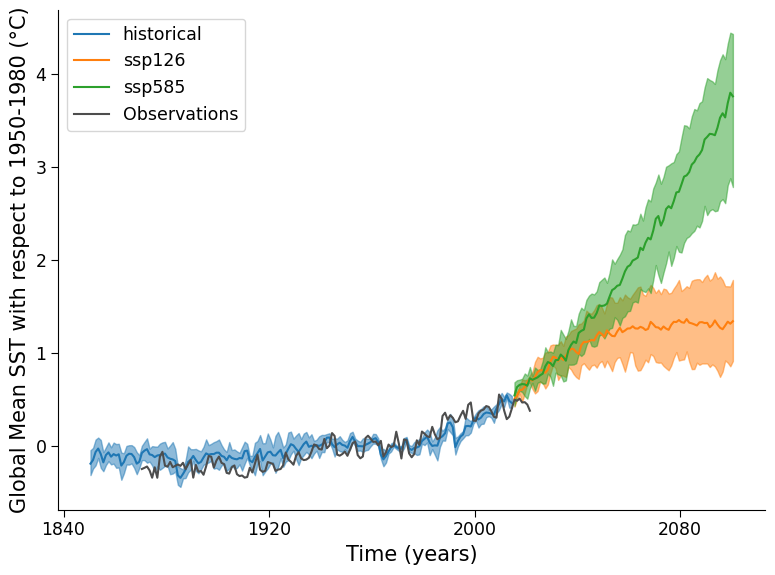 Global Mean SST with respect to 1950-1980 (°C)
historical
ssp126
ssp585
Observations
4
3
2
1
0
1840 1920 2000 2080
Time (years)